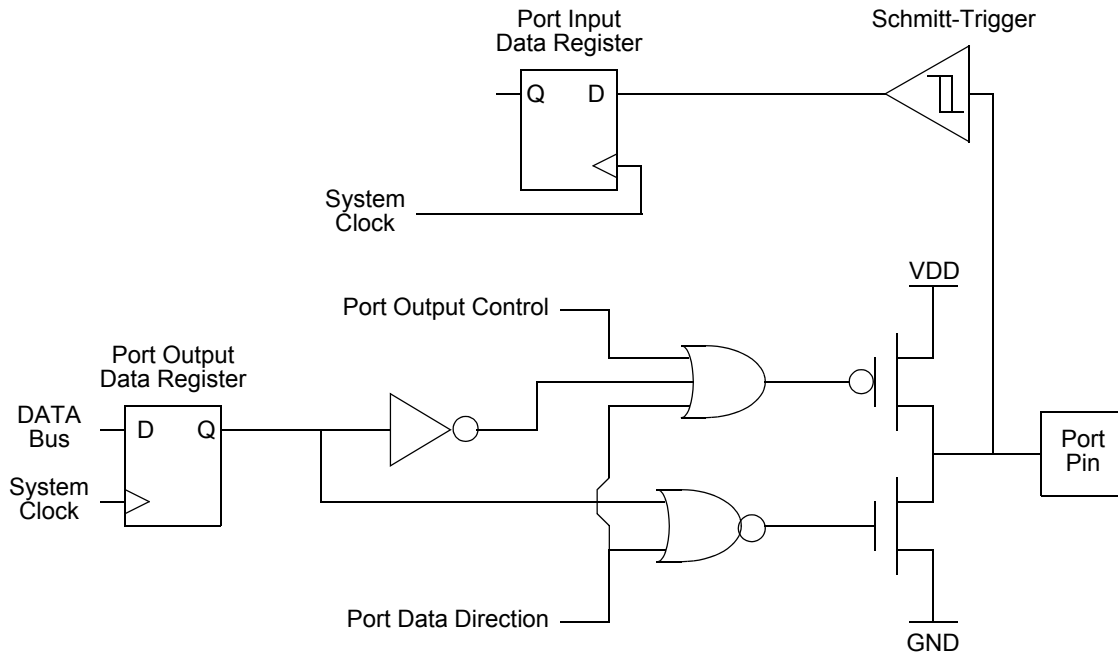 Port Input
Data Register
Schmitt-Trigger
Q D
System
Clock
VDD
Port Output Control
Port Output
Data Register
DATA
Bus
D Q
System
Clock
Port
Pin
Port Data Direction
GND